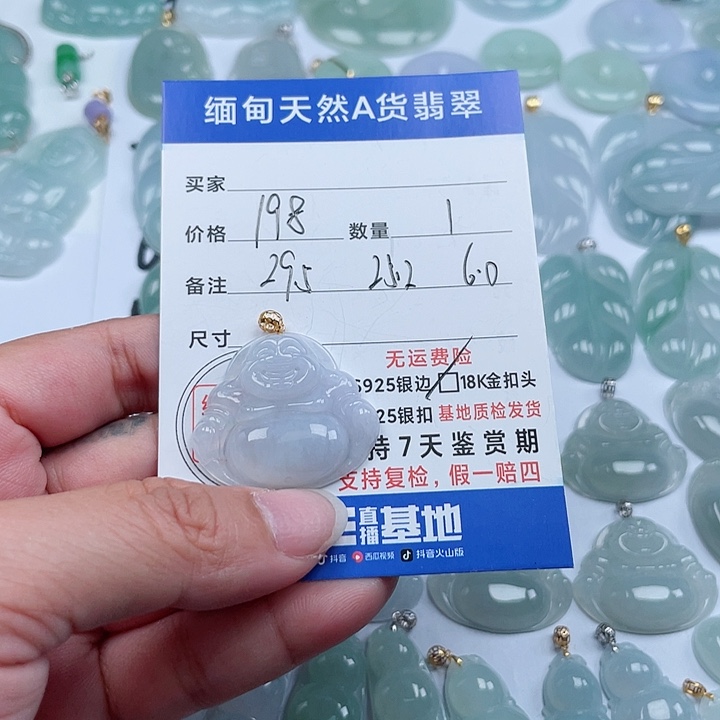 缅甸天然A货翡翠
买家
价格 198 数量 1
备注 29.5 25.2 6.0
尺寸
无运费险
S925银边 18K金扣头
25银扣 基地质检发货
持7天鉴赏期
支持复检,假一赔四
直播基地
抖音 西瓜视频 抖音火山版